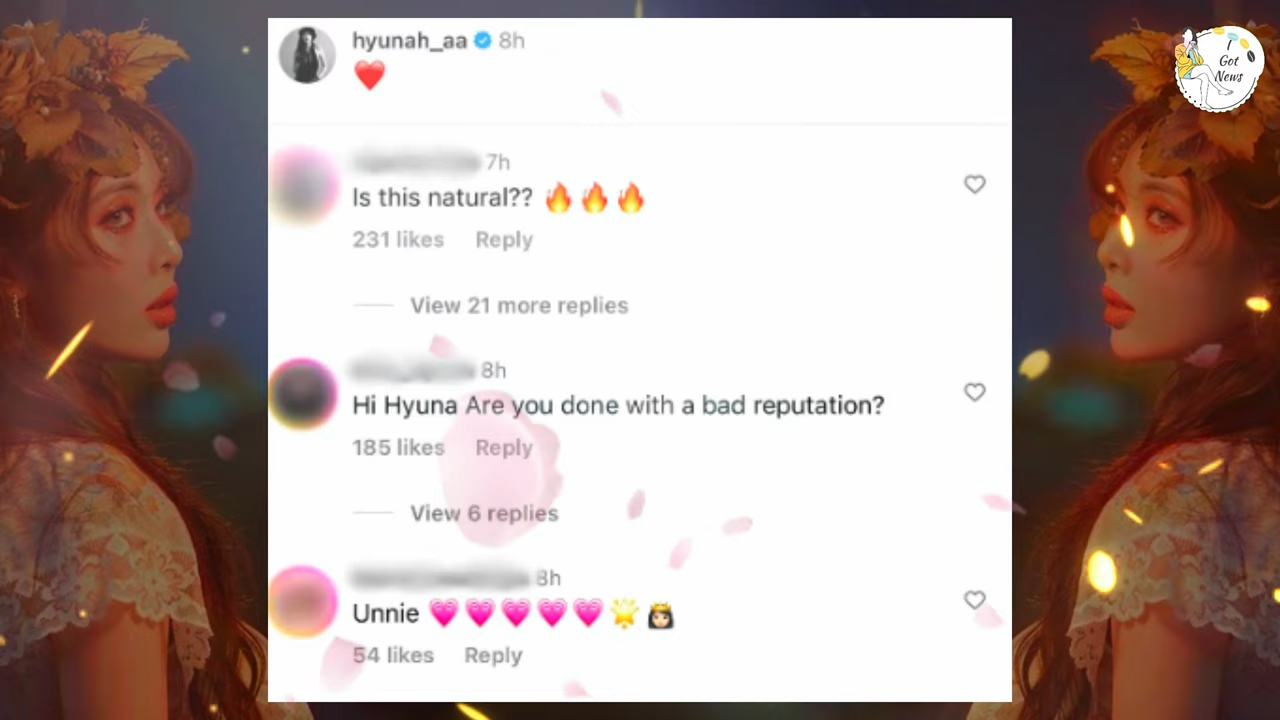 hyunah_aa 8h
❤️
7h
Is this natural?? 🔥🔥🔥
231 likes Reply
View 21 more replies
8h
Hi Hyuna Are you done with a bad reputation?
185 likes Reply
View 6 replies
8h
Unnie 💗💗💗💗💗🌟👸🏻
54 likes Reply
I
Got
News